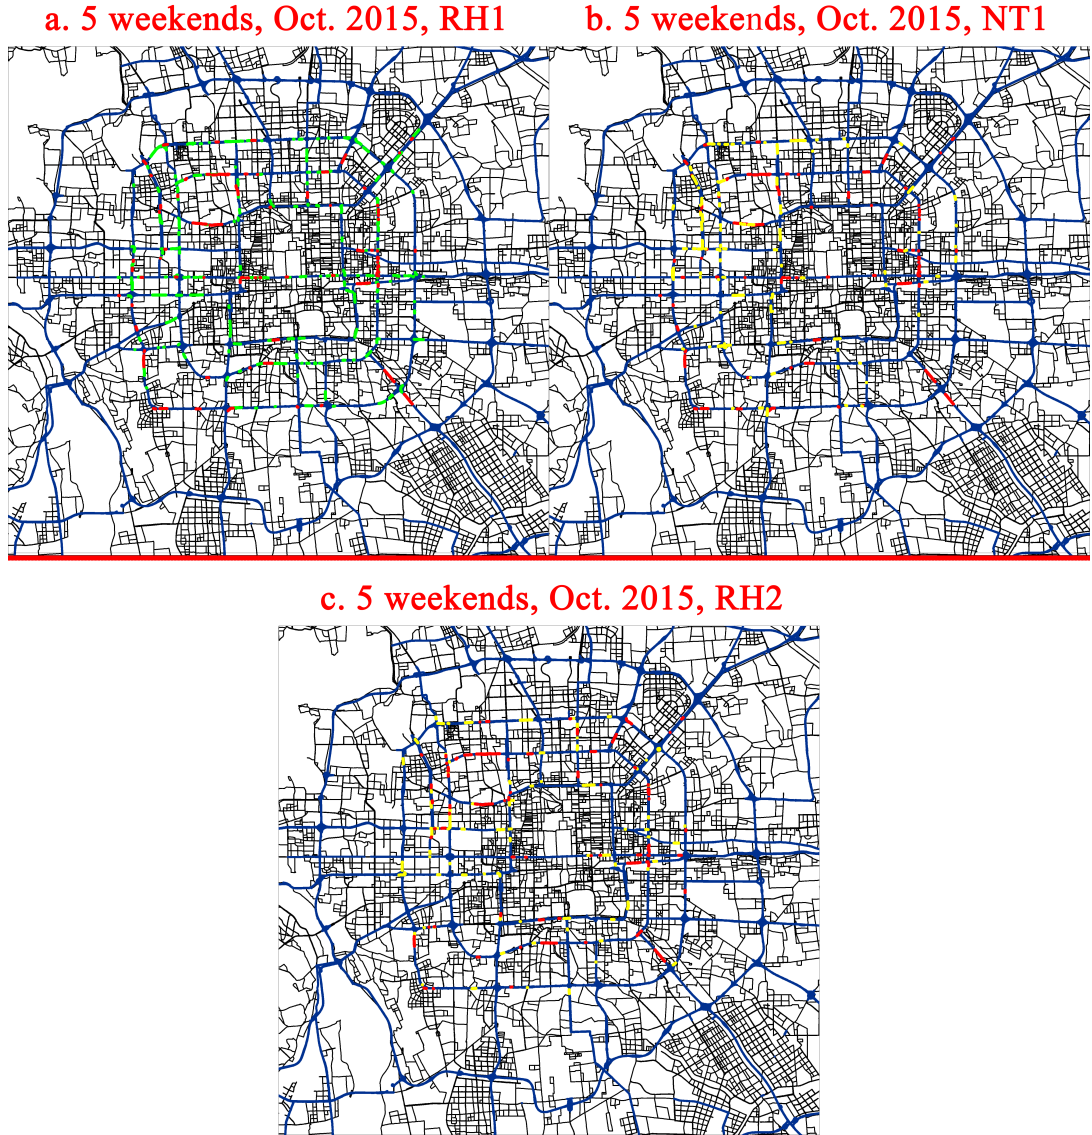 a. 5 weekends, Oct. 2015, RH1
b. 5 weekends, Oct. 2015, NT1
c. 5 weekends, Oct. 2015, RH2